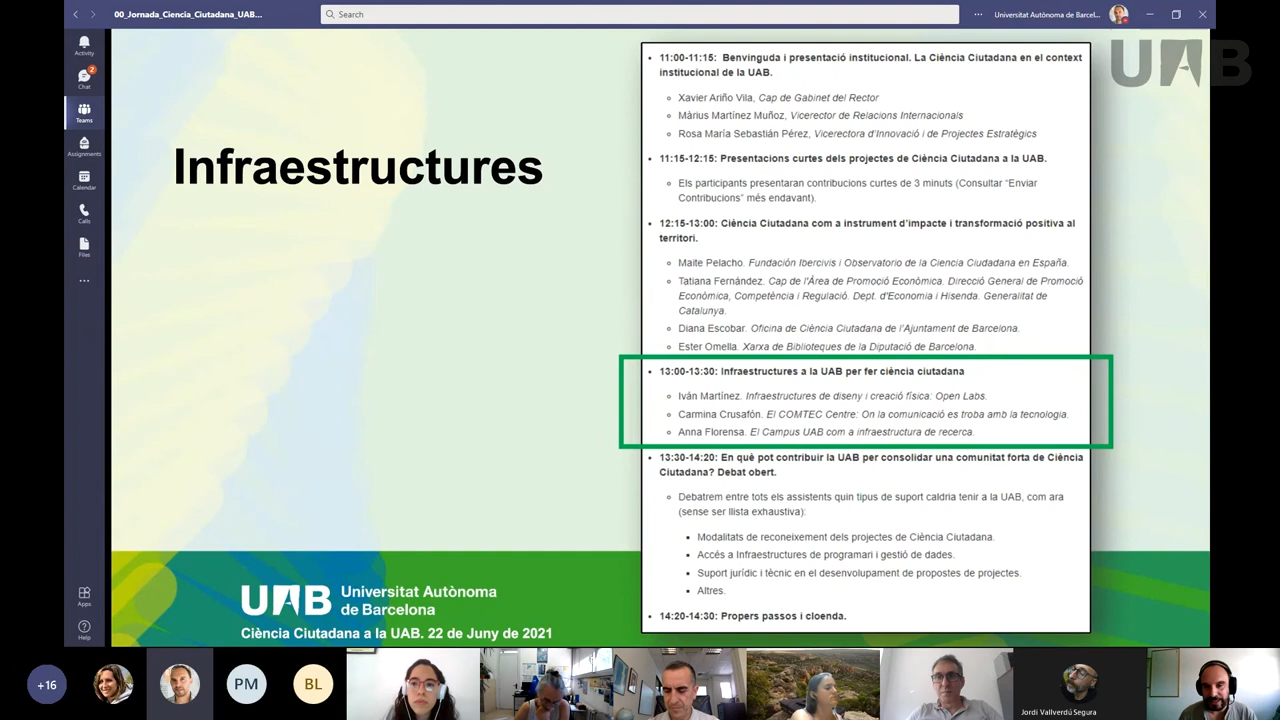 00_Jornada_Ciencia_Ciutadana_UAB...
Search
Universitat Autònoma de Barcel...
Activity
2
Chat
Teams
Assignments
Calendar
Calls
Files
Apps
Help
UAB
Infraestructures
11:00-11:15: Benvinguda i presentació institucional. La Ciència Ciutadana en el context
institucional de la UAB.
Xavier Ariño Vila, Cap de Gabinet del Rector
Màrius Martínez Muñoz, Vicerector de Relacions Internacionals
Rosa María Sebastián Pérez, Vicerectora d'Innovació i de Projectes Estratègics
11:15-12:15: Presentacions curtes dels projectes de Ciència Ciutadana a la UAB.
Els participants presentaran contribucions curtes de 3 minuts (Consultar “Enviar
Contribucions” més endavant).
12:15-13:00: Ciència Ciutadana com a instrument d’impacte i transformació positiva al
territori.
Maite Pelacho. Fundación Ibercivis i Observatorio de la Ciencia Ciudadana en España.
Tatiana Fernández. Cap de l'Àrea de Promoció Econòmica. Direcció General de Promoció
Econòmica, Competència i Regulació. Dept. d'Economia i Hisenda. Generalitat de
Catalunya.
Diana Escobar. Oficina de Ciència Ciutadana de l’Ajuntament de Barcelona.
Ester Omella. Xarxa de Biblioteques de la Diputació de Barcelona.
13:00-13:30: Infraestructures a la UAB per fer ciència ciutadana
Iván Martínez. Infraestructures de diseny i creació física: Open Labs.
Carmina Crusafón. El COMTEC Centre: On la comunicació es troba amb la tecnologia.
Anna Florensa. El Campus UAB com a infraestructura de recerca.
13:30-14:20: En què pot contribuir la UAB per consolidar una comunitat forta de Ciència
Ciutadana? Debat obert.
Debatrem entre tots els assistents quin tipus de suport caldria tenir a la UAB, com ara
(sense ser llista exhaustiva):
Modalitats de reconeixement dels projectes de Ciència Ciutadana.
Accés a Infraestructures de programari i gestió de dades.
Suport jurídic i tècnic en el desenvolupament de propostes de projectes.
Altres.
14:20-14:30: Propers passos i cloenda.
UAB Universitat Autònoma
de Barcelona
Ciència Ciutadana a la UAB. 22 de Juny de 2021
+16
PM
BL
Jordi Vallverdú Segura